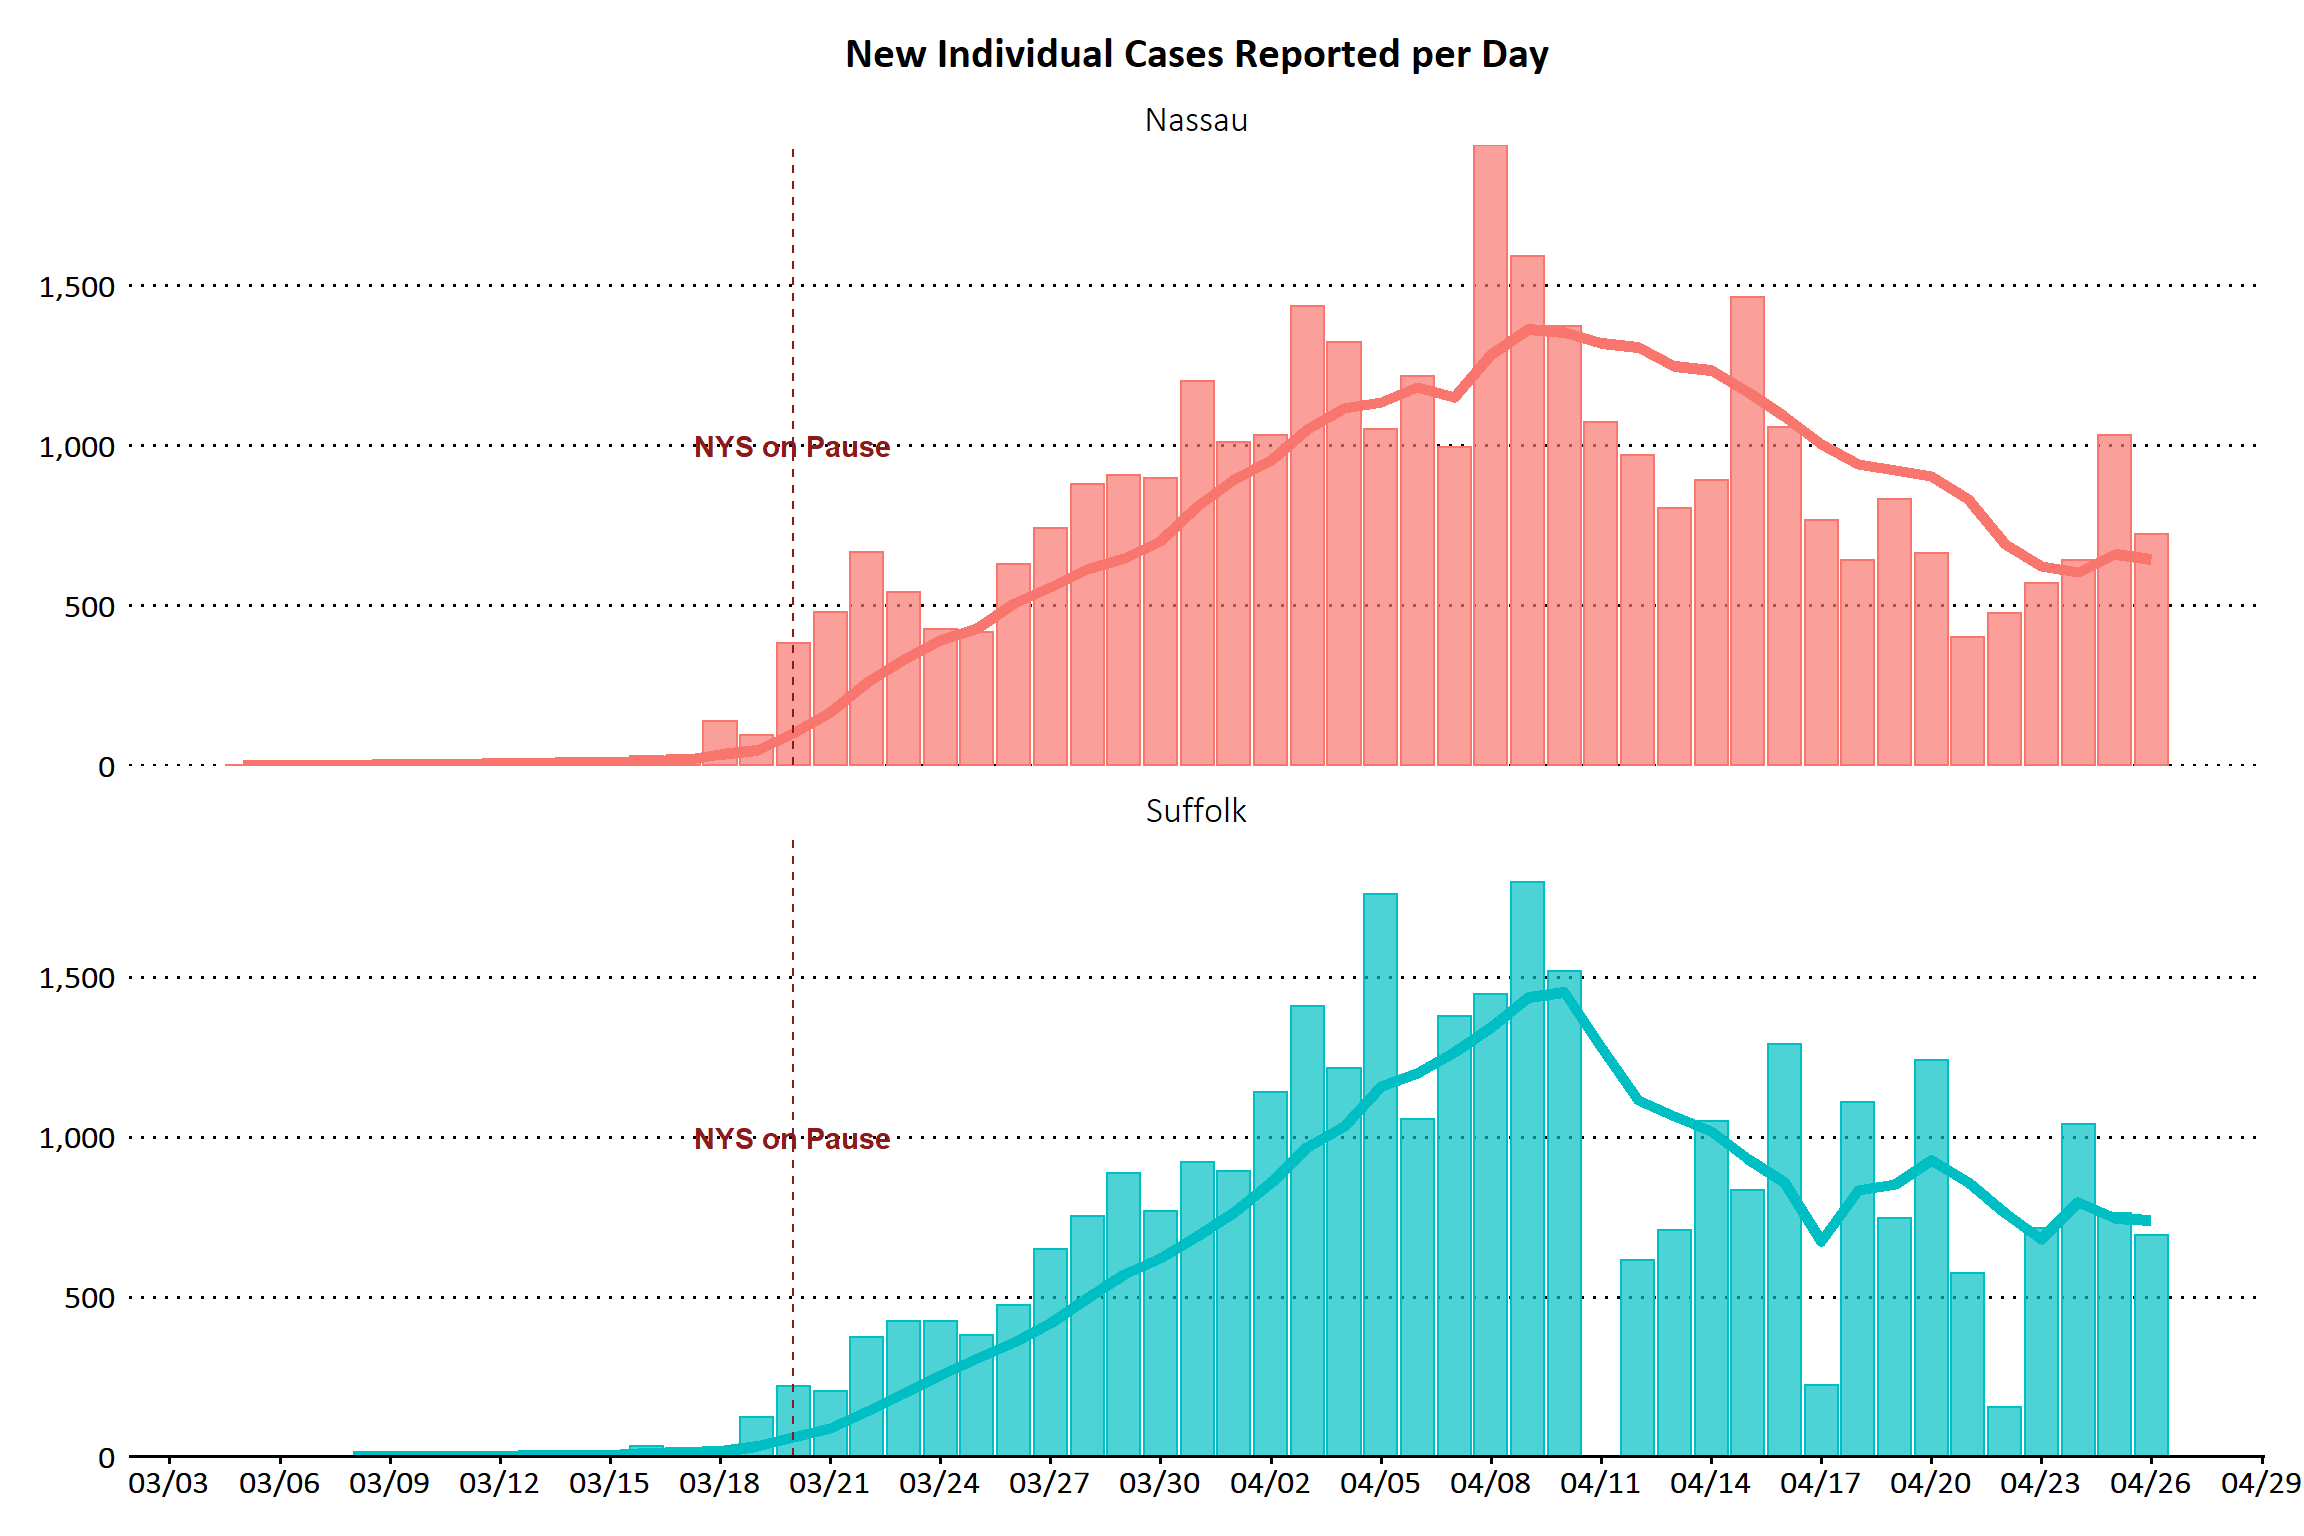 New Individual Cases Reported per Day
Nassau
1,500
1,000
NYS on Pause
500
0
Suffolk
1,500
1,000
NYS on Pause
500
0
03/03 03/06 03/09 03/12 03/15 03/18 03/21 03/24 03/27 03/30 04/02 04/05 04/08 04/11 04/14 04/17 04/20 04/23 04/26 04/29